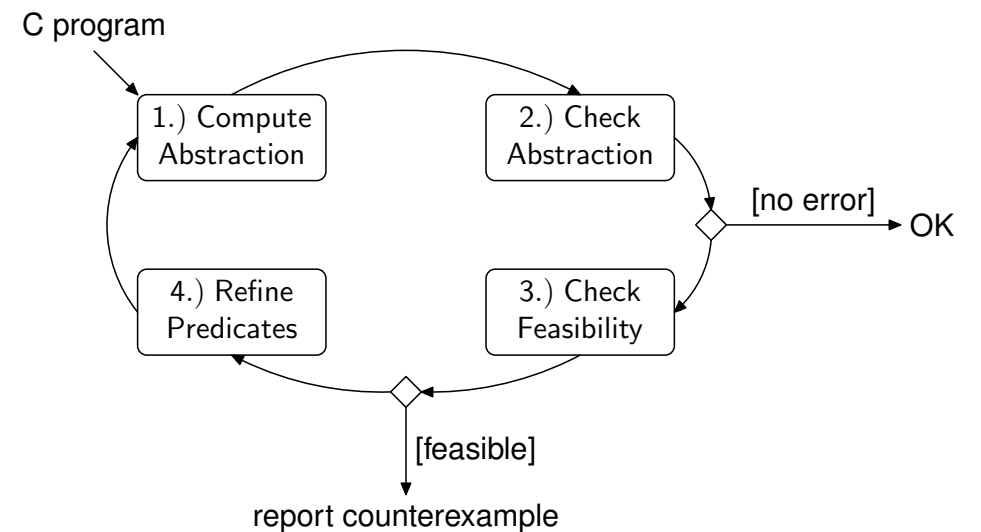 C program
1.) Compute
Abstraction
2.) Check
Abstraction
[no error]
OK
4.) Refine
Predicates
3.) Check
Feasibility
[feasible]
report counterexample